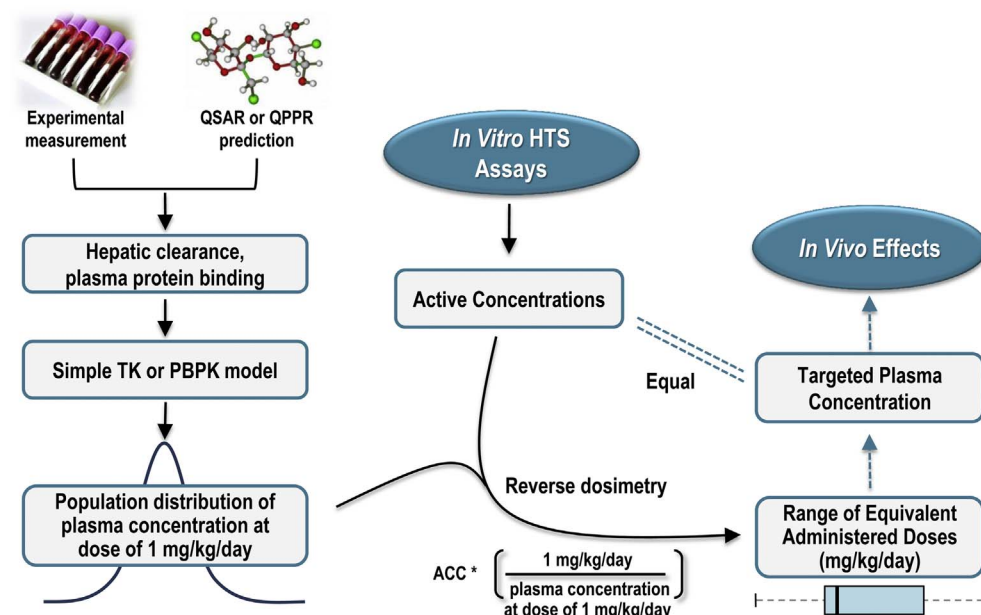 Experimental
measurement
QSAR or QPPR
prediction
Hepatic clearance,
plasma protein binding
Simple TK or PBPK model
Population distribution of
plasma concentration at
dose of 1 mg/kg/day
In Vitro HTS
Assays
Active Concentrations
Equal
Reverse dosimetry
ACC *
1 mg/kg/day
plasma concentration
at dose of 1 mg/kg/day
In Vivo Effects
Targeted Plasma
Concentration
Range of Equivalent
Administered Doses
(mg/kg/day)